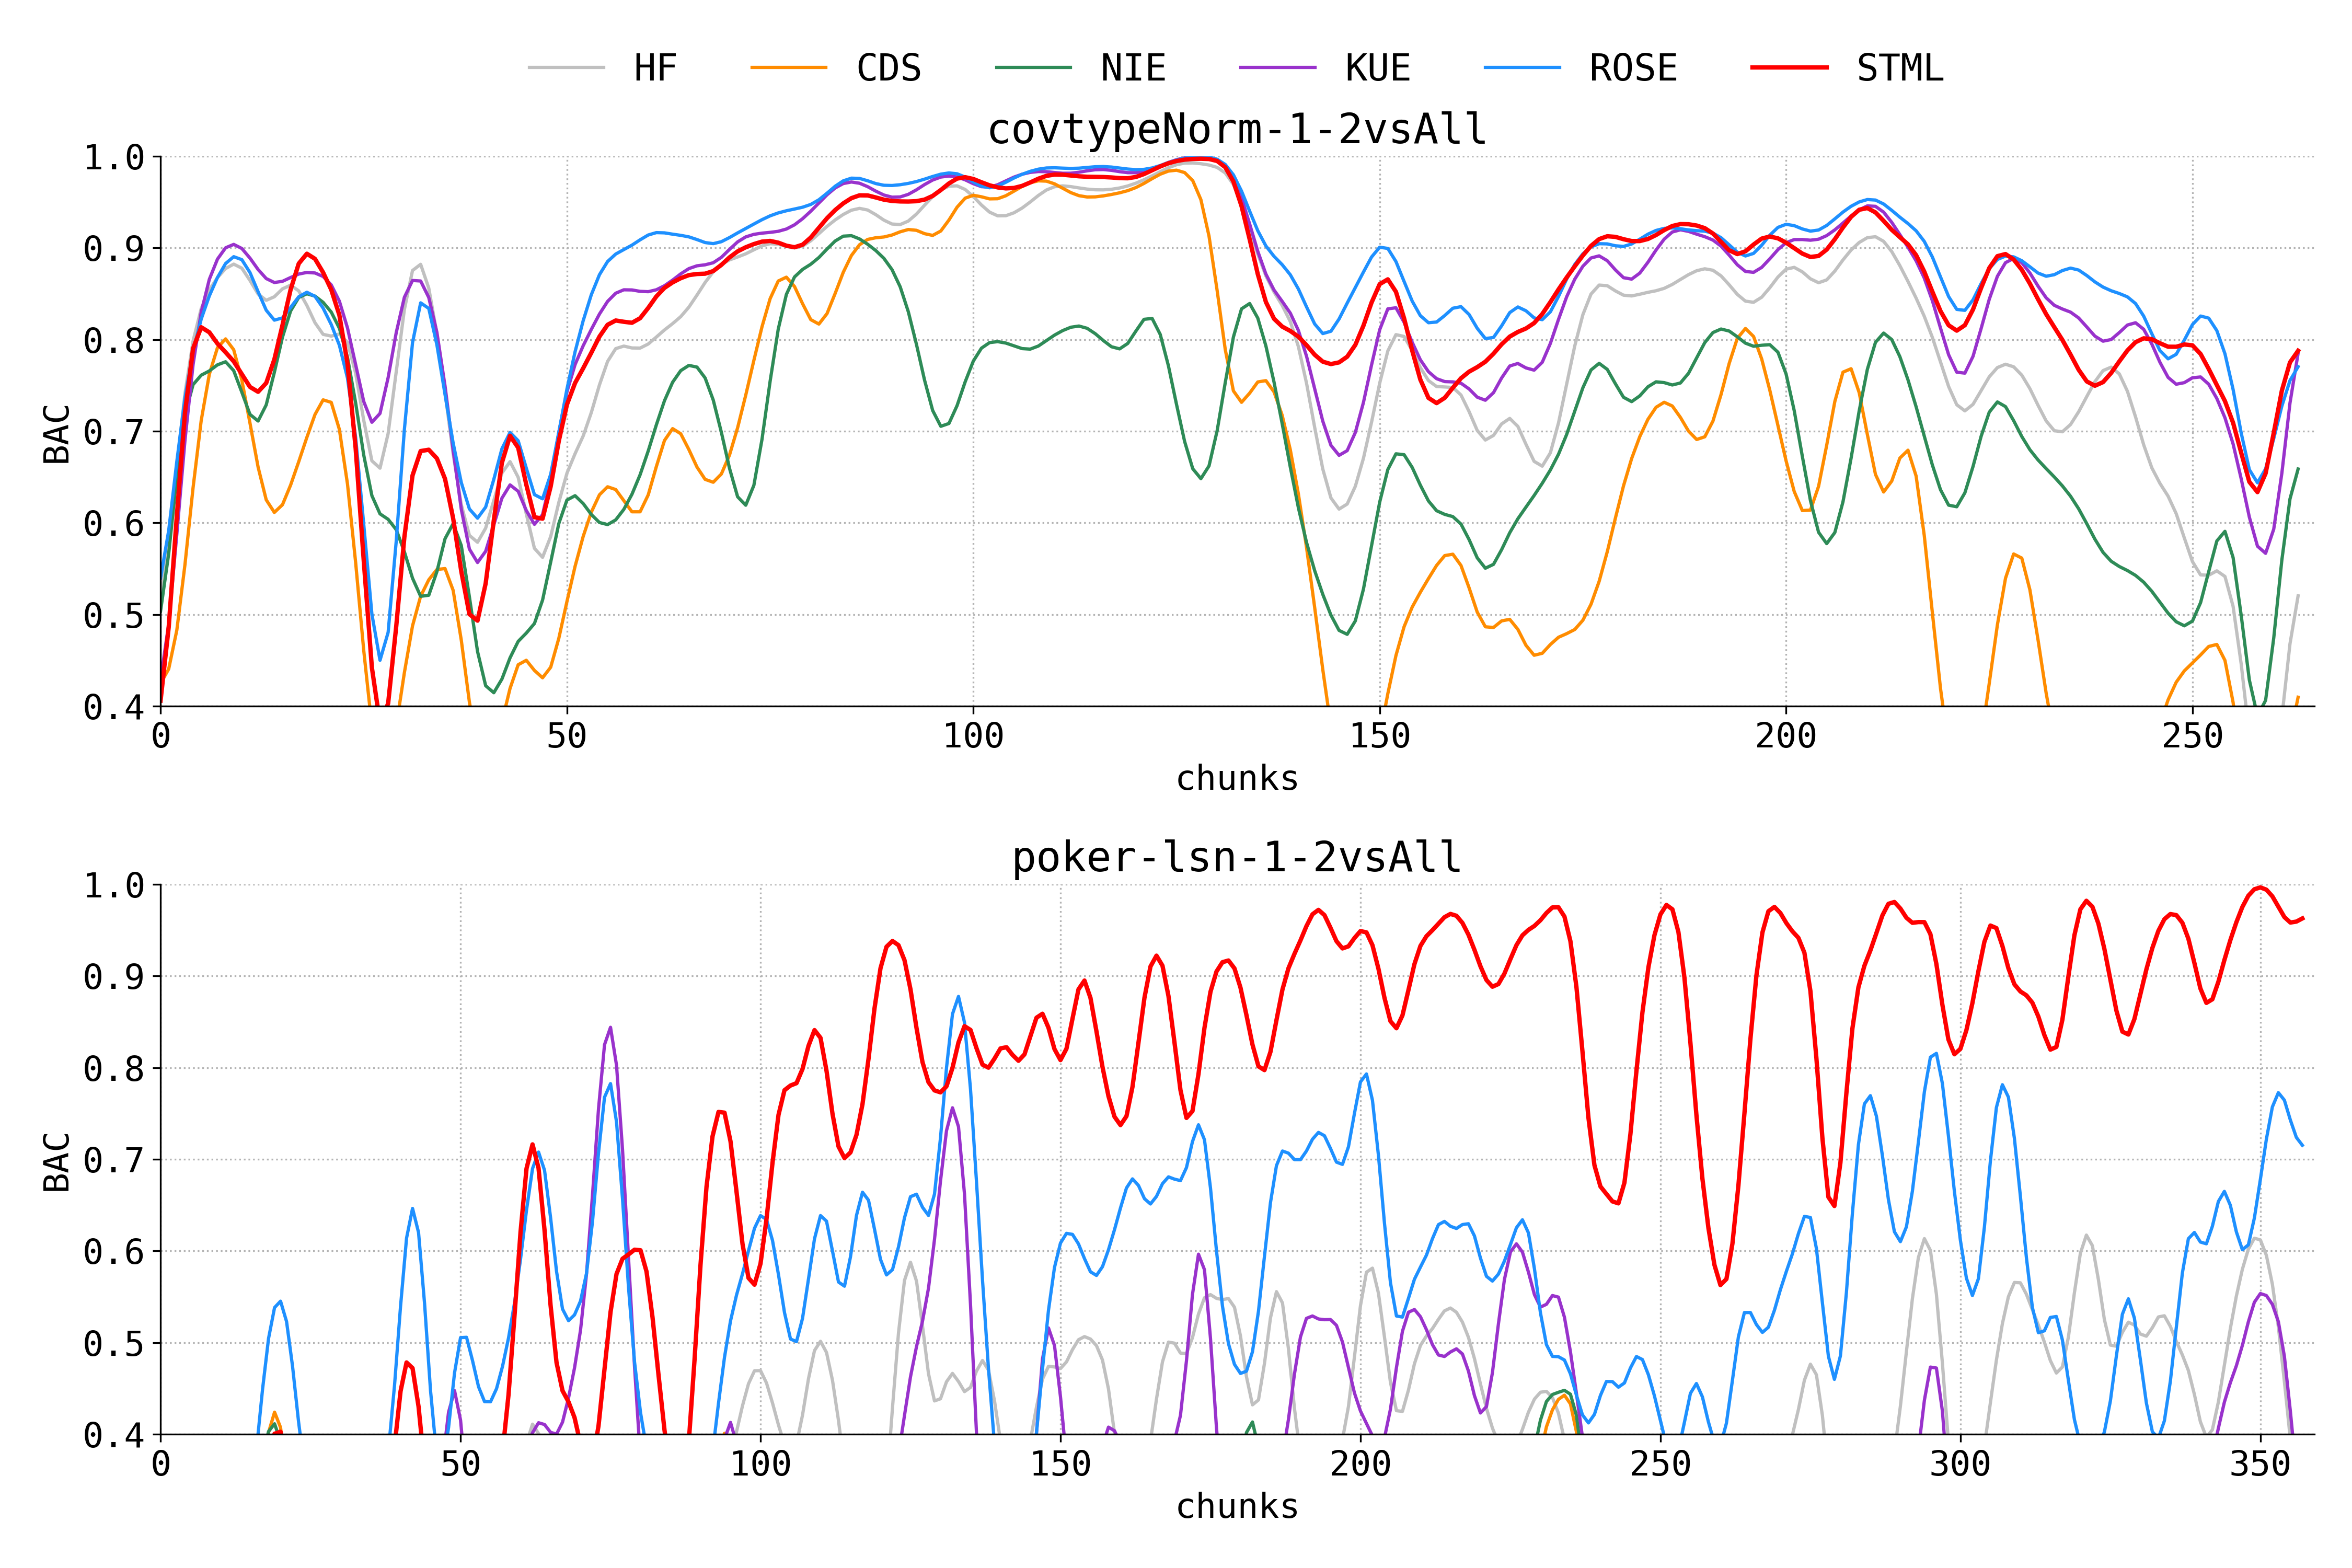 HF CDS NIE KUE ROSE STML
covtypeNorm-1-2vsAll
1.0
0.9
0.8
0.7
0.6
0.5
0.4
BAC
0 50 100 150 200 250
chunks
poker-lsn-1-2vsAll
1.0
0.9
0.8
0.7
0.6
0.5
0.4
BAC
0 50 100 150 200 250 300 350
chunks